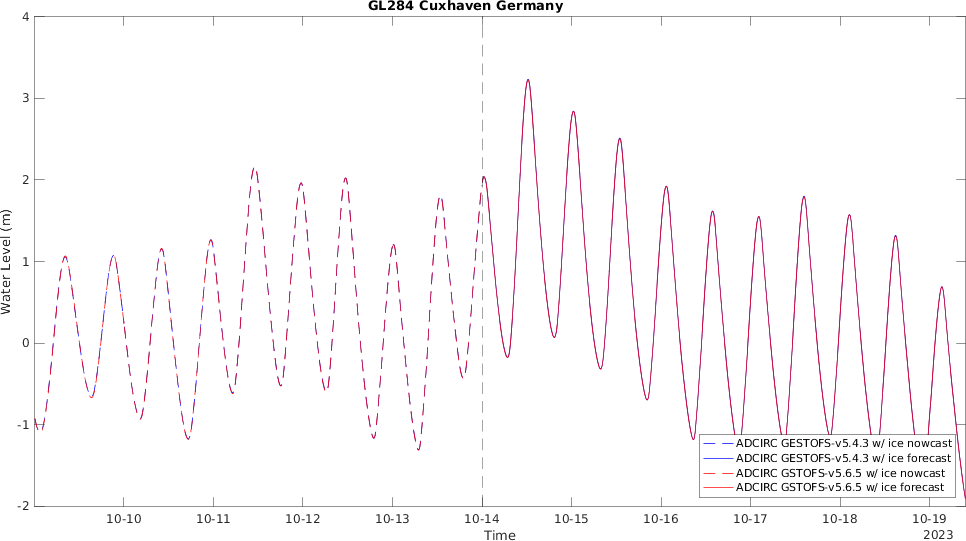 GL284 Cuxhaven Germany
4
3
2
1
0
-1
-2
Water Level (m)
ADCIRC GESTOFS-v5.4.3 w/ ice nowcast
ADCIRC GESTOFS-v5.4.3 w/ ice forecast
ADCIRC GSTOFS-v5.6.5 w/ ice nowcast
ADCIRC GSTOFS-v5.6.5 w/ ice forecast
10-10 10-11 10-12 10-13 10-14 10-15 10-16 10-17 10-18 10-19
Time
2023